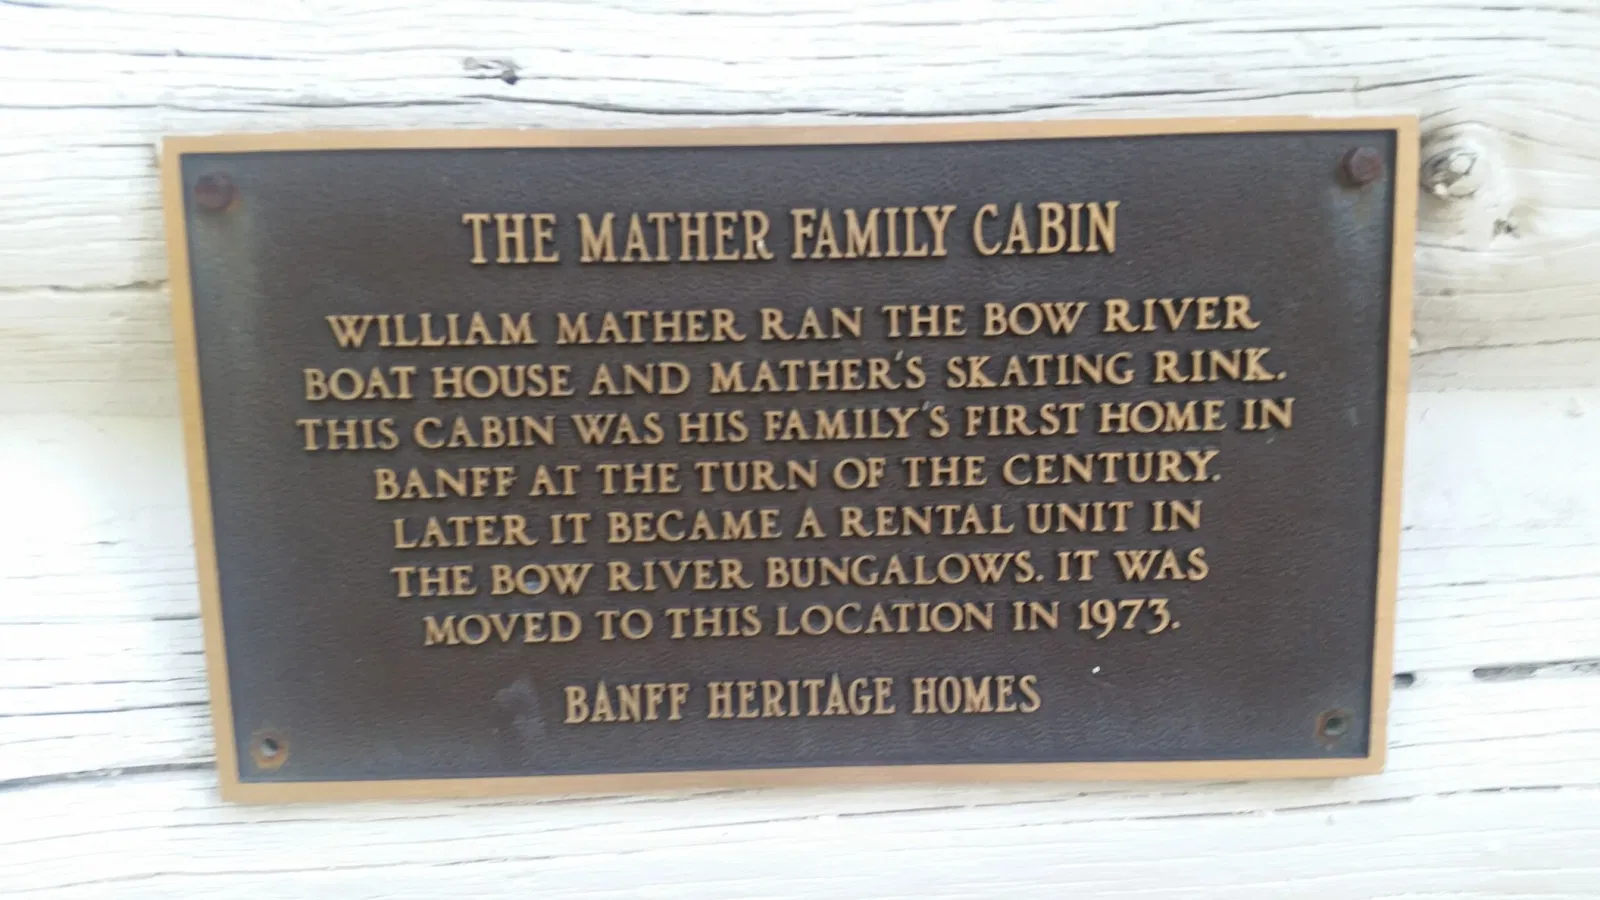 THE MATHER FAMILY CABIN
WILLIAM MATHER RAN THE BOW RIVER
BOAT HOUSE AND MATHER'S SKATING RINK.
THIS CABIN WAS HIS FAMILY'S FIRST HOME IN
BANFF AT THE TURN OF THE CENTURY.
LATER IT BECAME A RENTAL UNIT IN
THE BOW RIVER BUNGALOWS. IT WAS
MOVED TO THIS LOCATION IN 1973.
BANFF HERITAGE HOMES